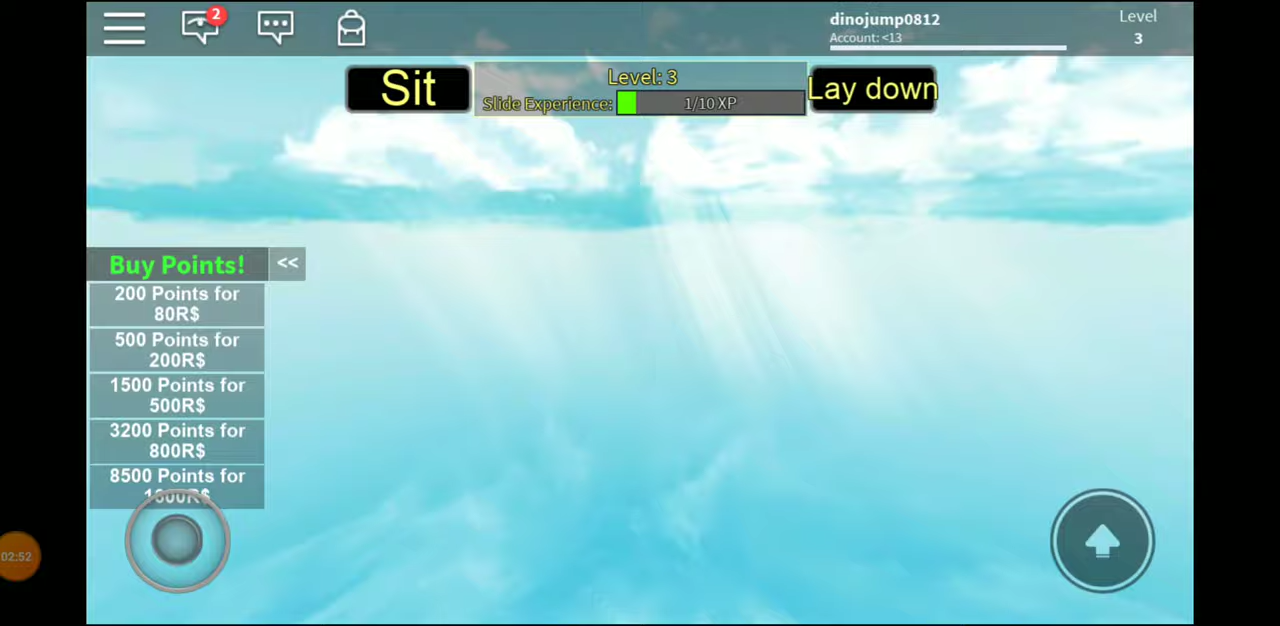 2
dinojump0812
Account: <13
Level
3
Sit
Level: 3
Slide Experience:
1/10 XP
Lay down
Buy Points!
<<
200 Points for
80R$
500 Points for
200R$
1500 Points for
500R$
3200 Points for
800R$
8500 Points for
02:52